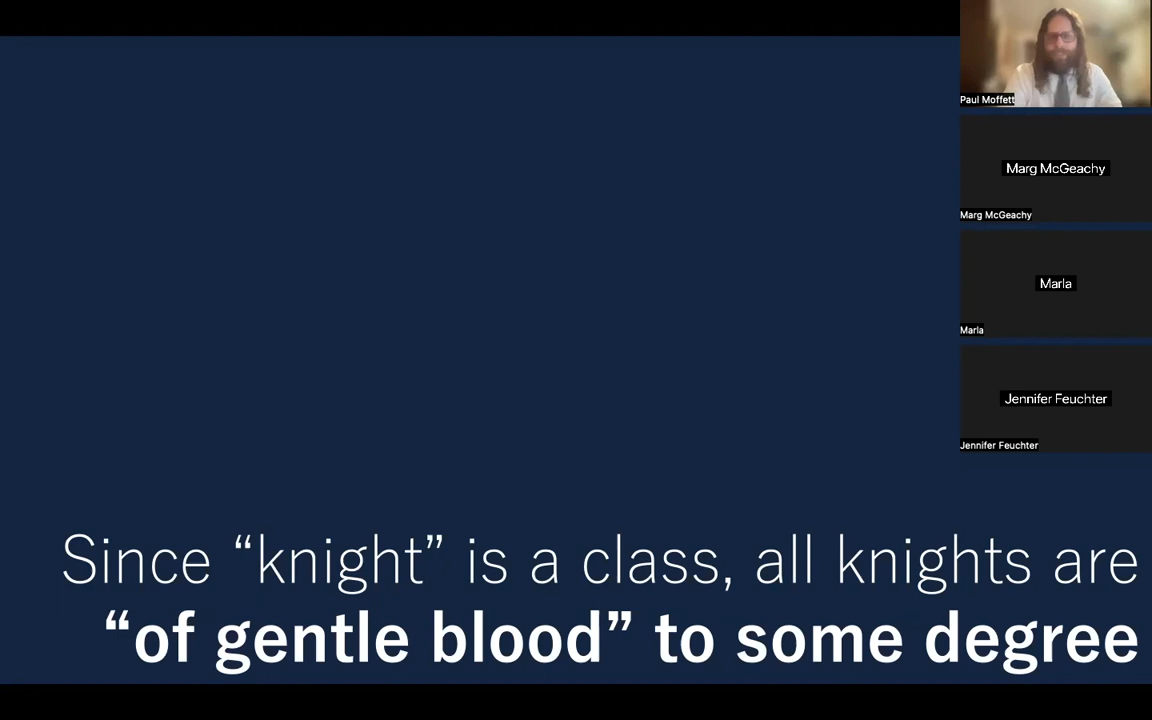 Paul Moffett
Marg McGeachy
Marg McGeachy
Marla
Marla
Jennifer Feuchter
Jennifer Feuchter
Since “knight” is a class, all knights are
“of gentle blood” to some degree